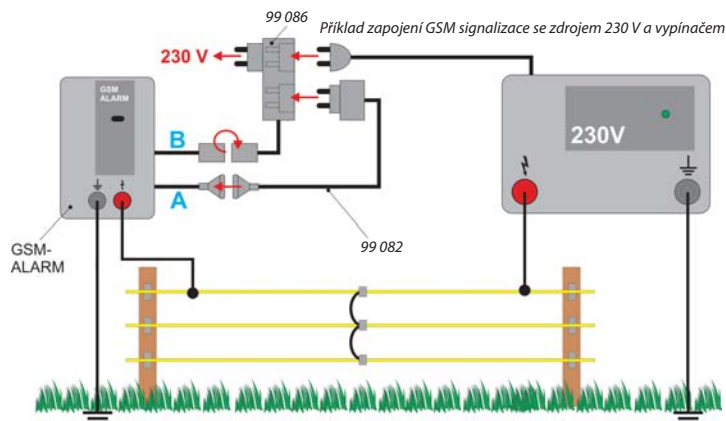 99 086
Příklad zapojení GSM signalizace se zdrojem 230 V a vypínačem
230 V
GSM
ALARM
B
230V
A
99 082
GSM-
ALARM